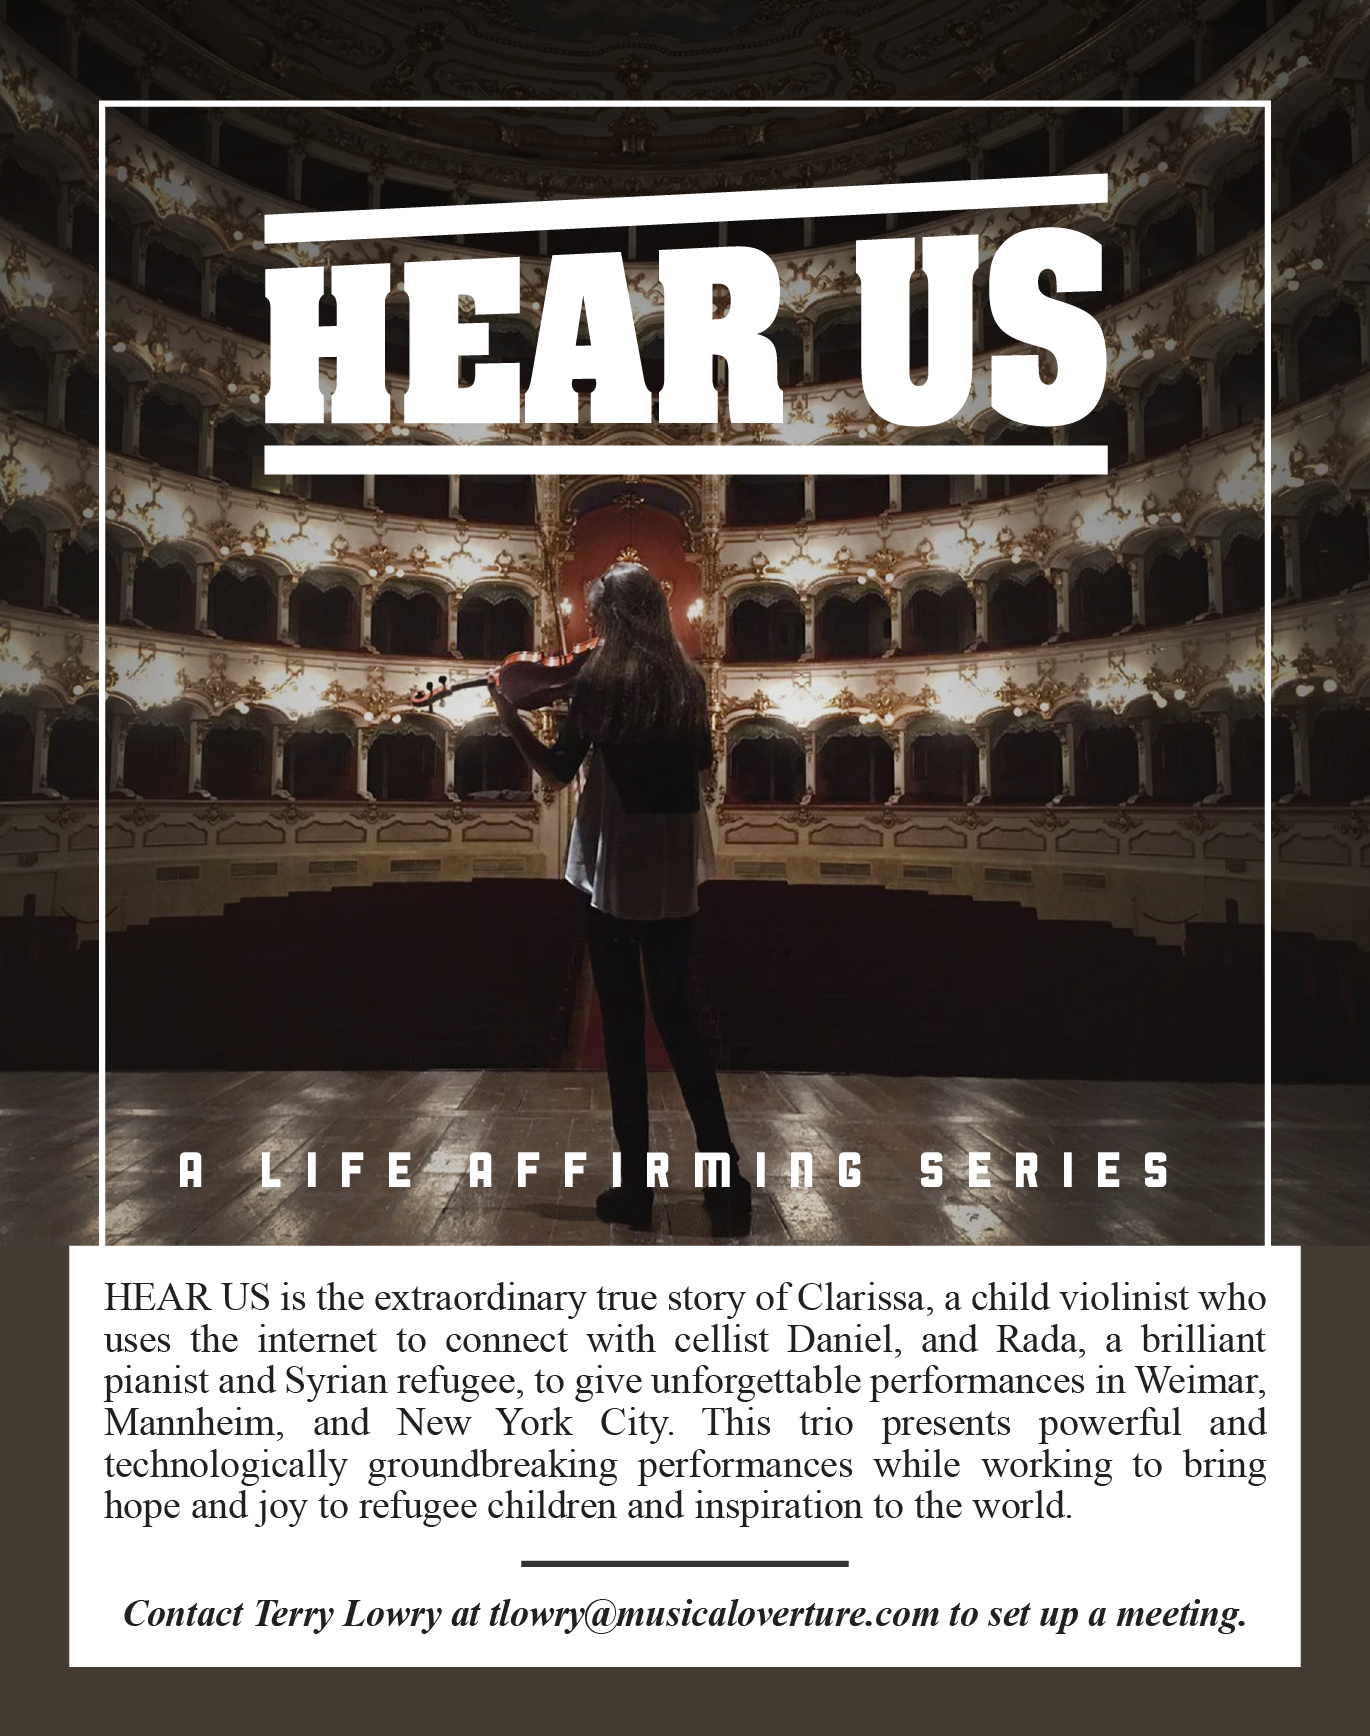 HEAR US
A LIFE AFFIRMING SERIES
HEAR US is the extraordinary true story of Clarissa, a child violinist who
uses the internet to connect with cellist Daniel, and Rada, a brilliant
pianist and Syrian refugee, to give unforgettable performances in Weimar,
Mannheim, and New York City. This trio presents powerful and
technologically groundbreaking performances while working to bring
hope and joy to refugee children and inspiration to the world.
Contact Terry Lowry at tlowry@musicaloverture.com to set up a meeting.